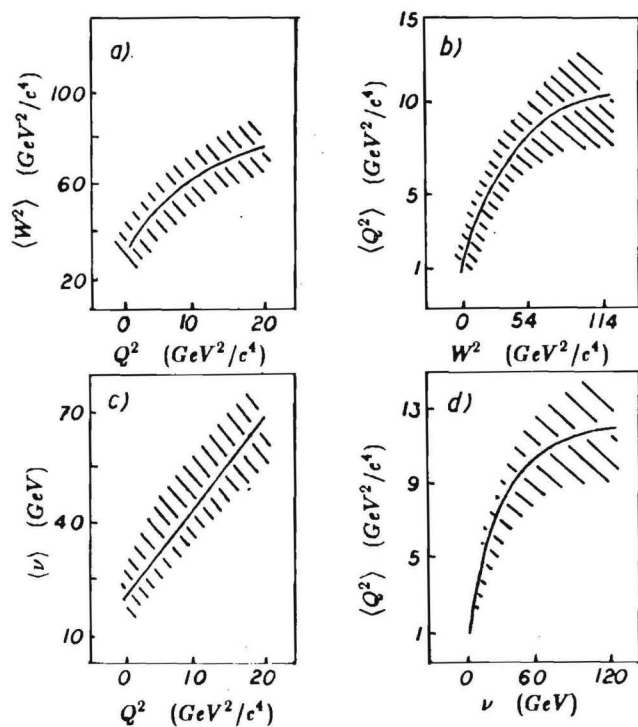 a)
⟨W²⟩ (GeV²/c⁴)
100
60
20
0 10 20
Q² (GeV²/c⁴)
b)
⟨Q²⟩ (GeV²/c⁴)
15
10
5
1
0 54 114
W² (GeV²/c⁴)
c)
⟨ν⟩ (GeV)
70
40
10
0 10 20
Q² (GeV²/c⁴)
d)
⟨Q²⟩ (GeV²/c⁴)
13
9
5
1
0 60 120
ν (GeV)